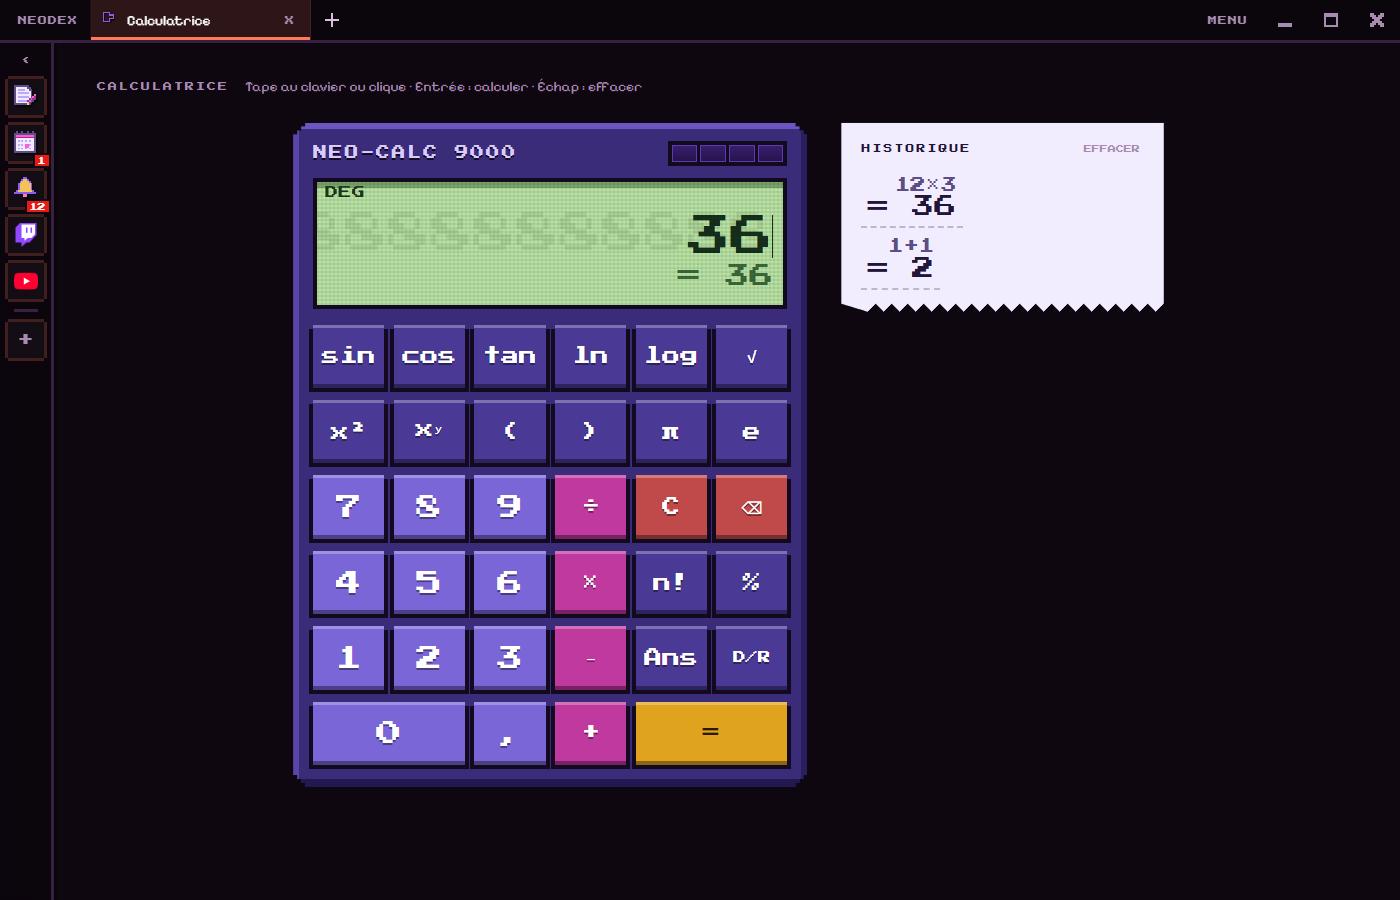 NEODEX
Calculatrice
MENU
1
12
CALCULATRICE
Tape au clavier ou clique · Entrée : calculer · Échap : effacer
NEO-CALC 9000
DEG
36
= 36
sin cos tan ln log √
x² xʸ ( ) π e
7 8 9 ÷ C ⌫
4 5 6 × n! %
1 2 3 − Ans D/R
0 , + =
HISTORIQUE
EFFACER
12×3
= 36
1+1
= 2